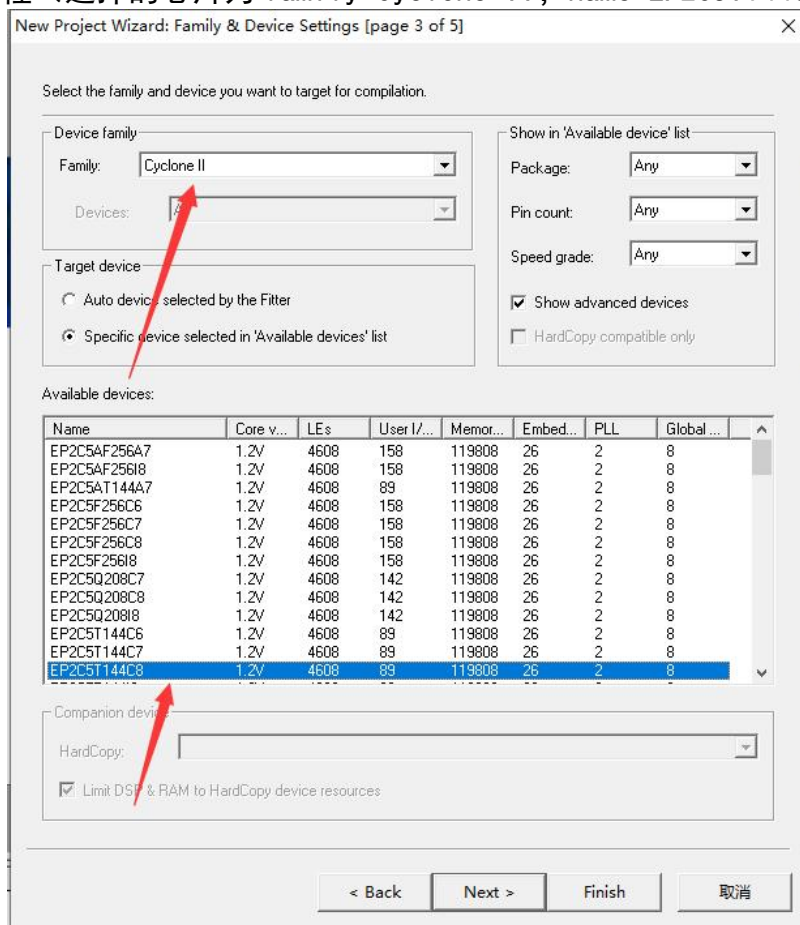 New Project Wizard: Family & Device Settings [page 3 of 5]
Select the family and device you want to target for compilation.
Device family
Family: Cyclone II
Devices:
Show in 'Available device' list
Package: Any
Pin count: Any
Speed grade: Any
Show advanced devices
HardCopy compatible only
Target device
Auto device selected by the Fitter
Specific device selected in 'Available devices' list
Available devices:
Name Core v... LEs User I/... Memor... Embed... PLL Global ...
EP2C5AF256A7 1.2V 4608 158 119808 26 2 8
EP2C5AF256I8 1.2V 4608 158 119808 26 2 8
EP2C5AT144A7 1.2V 4608 89 119808 26 2 8
EP2C5F256C6 1.2V 4608 158 119808 26 2 8
EP2C5F256C7 1.2V 4608 158 119808 26 2 8
EP2C5F256C8 1.2V 4608 158 119808 26 2 8
EP2C5F256I8 1.2V 4608 158 119808 26 2 8
EP2C5Q208C7 1.2V 4608 142 119808 26 2 8
EP2C5Q208C8 1.2V 4608 142 119808 26 2 8
EP2C5Q208I8 1.2V 4608 142 119808 26 2 8
EP2C5T144C6 1.2V 4608 89 119808 26 2 8
EP2C5T144C7 1.2V 4608 89 119808 26 2 8
EP2C5T144C8 1.2V 4608 89 119808 26 2 8
Companion device
HardCopy:
Limit DSP & RAM to HardCopy device resources
< Back Next > Finish 取消